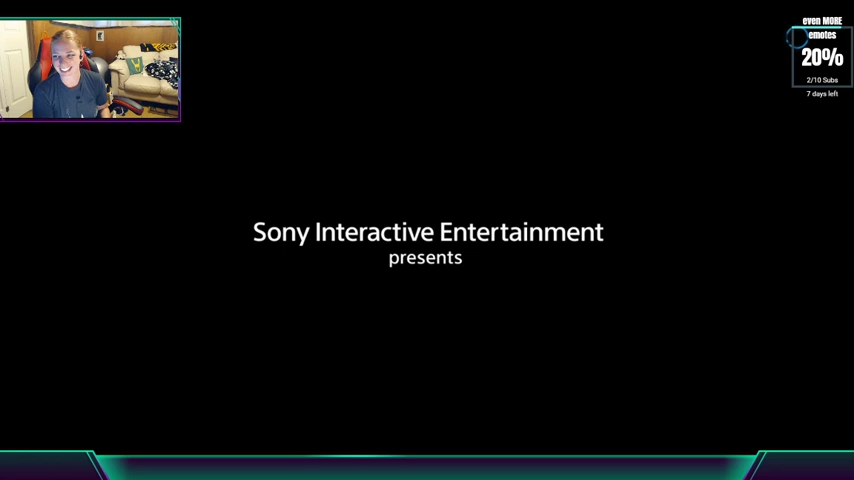 even MORE
emotes
20%
2/10 Subs
7 days left
Sony Interactive Entertainment
presents